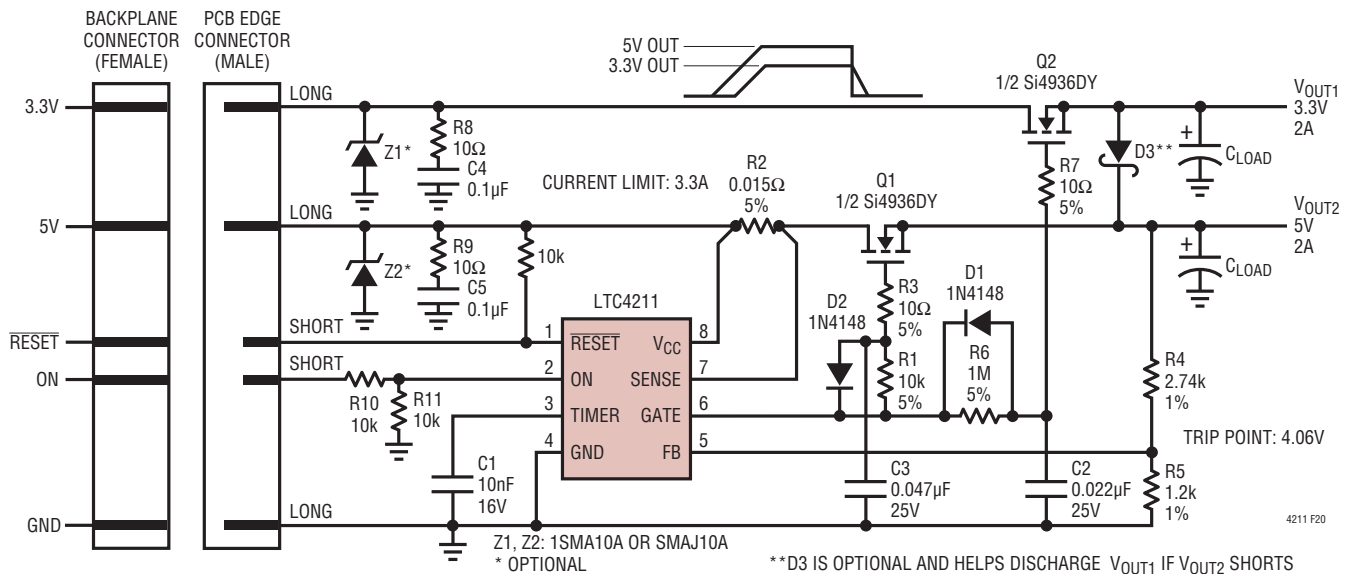 BACKPLANE
CONNECTOR
(FEMALE)
PCB EDGE
CONNECTOR
(MALE)
3.3V
5V
RESET
ON
GND
LONG
LONG
SHORT
SHORT
LONG
5V OUT
3.3V OUT
Z1*
R8
10Ω
C4
0.1µF
CURRENT LIMIT: 3.3A
Z2*
R9
10Ω
C5
0.1µF
10k
R2
0.015Ω
5%
Q1
1/2 Si4936DY
Q2
1/2 Si4936DY
R7
10Ω
5%
D3**
+
CLOAD
VOUT1
3.3V
2A
VOUT2
5V
2A
+
CLOAD
R10
10k
R11
10k
C1
10nF
16V
LTC4211
1
RESET
2
ON
3
TIMER
4
GND
VCC
8
SENSE
7
GATE
6
FB
5
D2
1N4148
R3
10Ω
5%
R1
10k
5%
D1
1N4148
R6
1M
5%
C3
0.047µF
25V
C2
0.022µF
25V
R4
2.74k
1%
TRIP POINT: 4.06V
R5
1.2k
1%
4211 F20
Z1, Z2: 1SMA10A OR SMAJ10A
* OPTIONAL
**D3 IS OPTIONAL AND HELPS DISCHARGE VOUT1 IF VOUT2 SHORTS